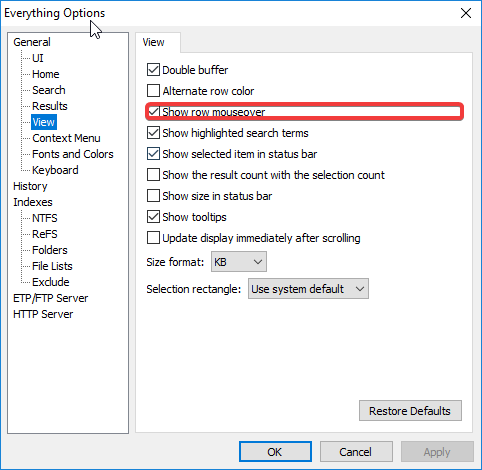 Everything Options
General
UI
Home
Search
Results
View
Context Menu
Fonts and Colors
Keyboard
History
Indexes
NTFS
ReFS
Folders
File Lists
Exclude
ETP/FTP Server
HTTP Server
View
Double buffer
Alternate row color
Show row mouseover
Show highlighted search terms
Show selected item in status bar
Show the result count with the selection count
Show size in status bar
Show tooltips
Update display immediately after scrolling
Size format: KB
Selection rectangle: Use system default
Restore Defaults
OK Cancel Apply